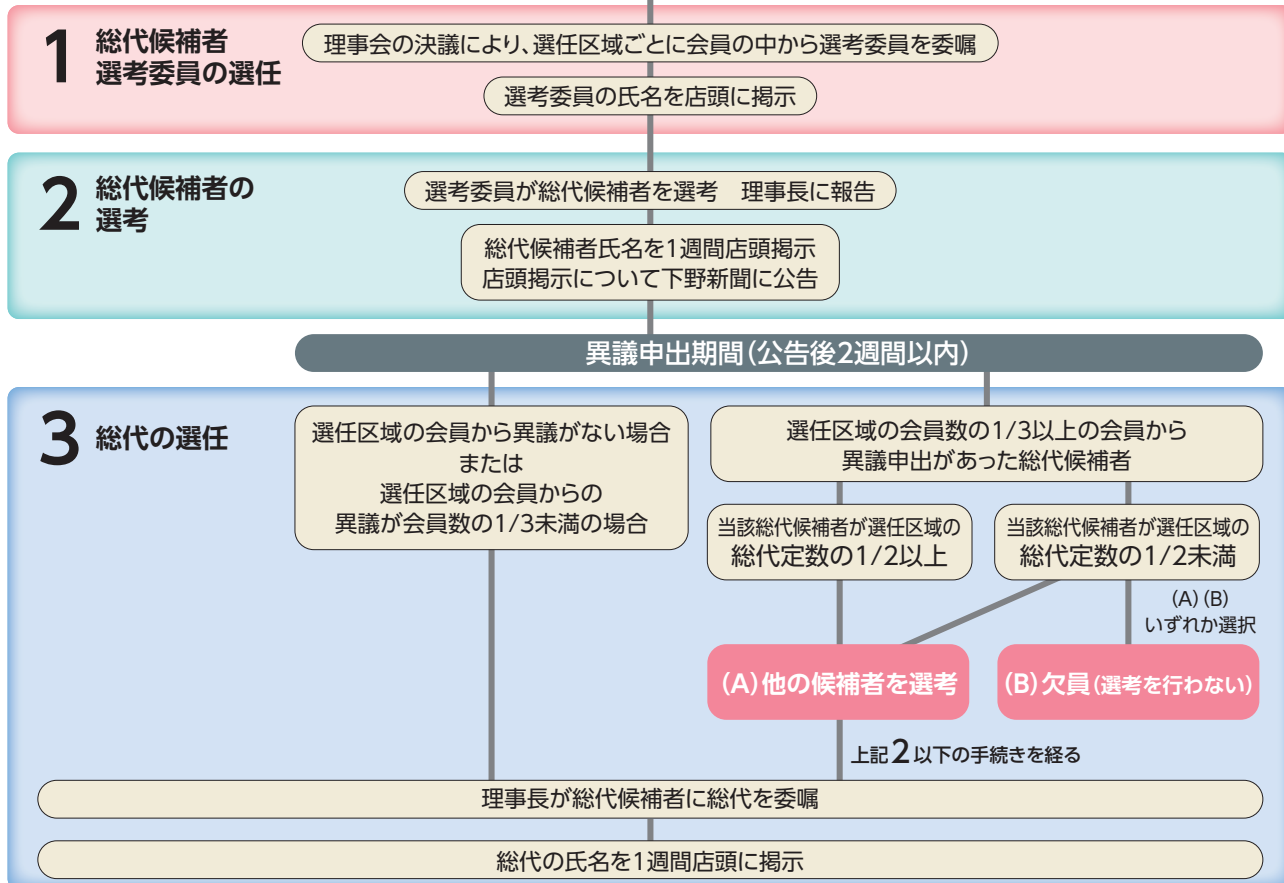 1 総代候補者
選考委員の選任
理事会の決議により、選任区域ごとに会員の中から選考委員を委嘱
選考委員の氏名を店頭に掲示
2 総代候補者の
選考
選考委員が総代候補者を選考　理事長に報告
総代候補者氏名を1週間店頭掲示
店頭掲示について下野新聞に公告
異議申出期間(公告後2週間以内)
3 総代の選任
選任区域の会員から異議がない場合
または
選任区域の会員からの
異議が会員数の1/3未満の場合
選任区域の会員数の1/3以上の会員から
異議申出があった総代候補者
当該総代候補者が選任区域の
総代定数の1/2以上
当該総代候補者が選任区域の
総代定数の1/2未満
(A)(B)
いずれか選択
(A)他の候補者を選考
(B)欠員(選考を行わない)
上記2以下の手続きを経る
理事長が総代候補者に総代を委嘱
総代の氏名を1週間店頭に掲示